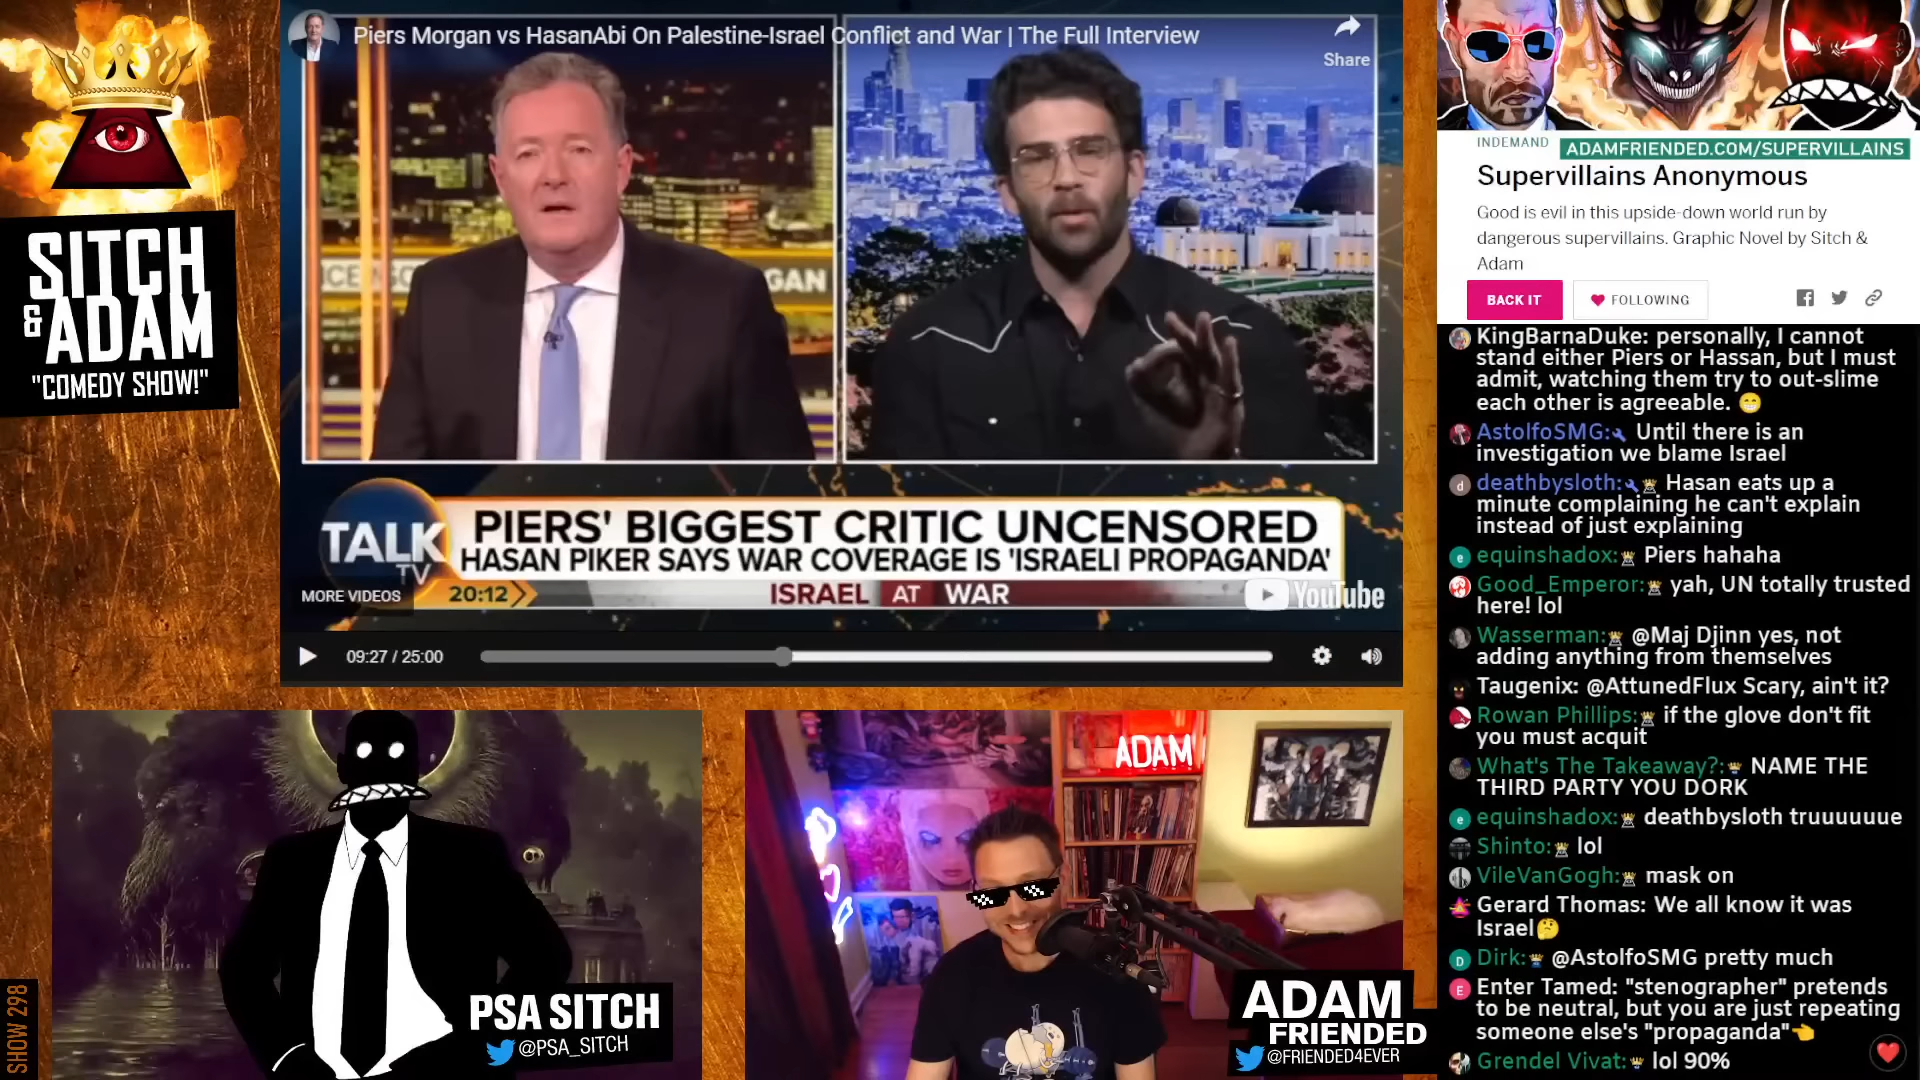 SITCH
& ADAM
"COMEDY SHOW!"
SHOW 298
Piers Morgan vs HasanAbi On Palestine-Israel Conflict and War | The Full Interview
Share
GAN
TALK
TV
PIERS' BIGGEST CRITIC UNCENSORED
HASAN PIKER SAYS WAR COVERAGE IS 'ISRAELI PROPAGANDA'
MORE VIDEOS
20:12
ISRAEL AT WAR
YouTube
09:27 / 25:00
PSA SITCH
@PSA_SITCH
ADAM
ADAM
FRIENDED
@FRIENDED4EVER
INDEMAND
ADAMFRIENDED.COM/SUPERVILLAINS
Supervillains Anonymous
Good is evil in this upside-down world run by
dangerous supervillains. Graphic Novel by Sitch &
Adam
BACK IT
FOLLOWING
KingBarnaDuke: personally, I cannot
stand either Piers or Hassan, but I must
admit, watching them try to out-slime
each other is agreeable. 😁
AstolfoSMG: Until there is an
investigation we blame Israel
deathbysloth: Hasan eats up a
minute complaining he can't explain
instead of just explaining
equinshadox: Piers hahaha
Good_Emperor: yah, UN totally trusted
here! lol
Wasserman: @Maj Djinn yes, not
adding anything from themselves
Taugenix: @AttunedFlux Scary, ain't it?
Rowan Phillips: if the glove don't fit
you must acquit
What's The Takeaway?: NAME THE
THIRD PARTY YOU DORK
equinshadox: deathbysloth truuuuuue
Shinto: lol
VileVanGogh: mask on
Gerard Thomas: We all know it was
Israel🤔
Dirk: @AstolfoSMG pretty much
Enter Tamed: "stenographer" pretends
to be neutral, but you are just repeating
someone else's "propaganda"👈
Grendel Vivat: lol 90%